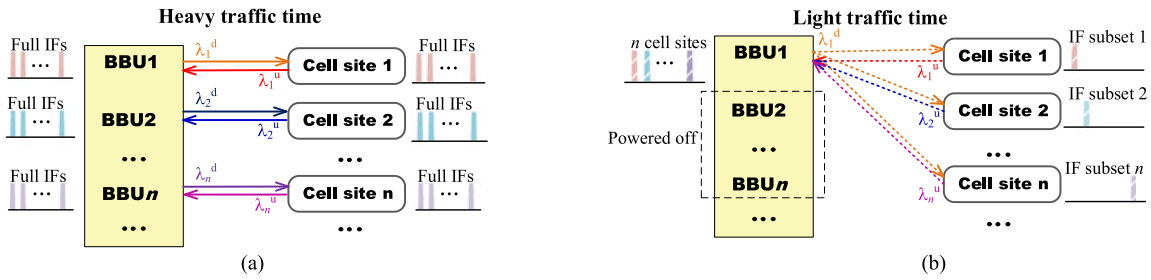 Heavy traffic time
Full IFs
...
BBU1
λ₁ᵈ
λ₁ᵘ
Cell site 1
Full IFs
...
Full IFs
...
BBU2
λ₂ᵈ
λ₂ᵘ
Cell site 2
Full IFs
...
...
...
Full IFs
...
BBUn
λₙᵈ
λₙᵘ
Cell site n
Full IFs
...
...
(a)
Light traffic time
n cell sites
...
BBU1
λ₁ᵈ
λ₁ᵘ
Cell site 1
IF subset 1
Powered off
BBU2
λ₂ᵘ
Cell site 2
IF subset 2
...
...
BBUn
λₙᵘ
Cell site n
IF subset n
...
(b)